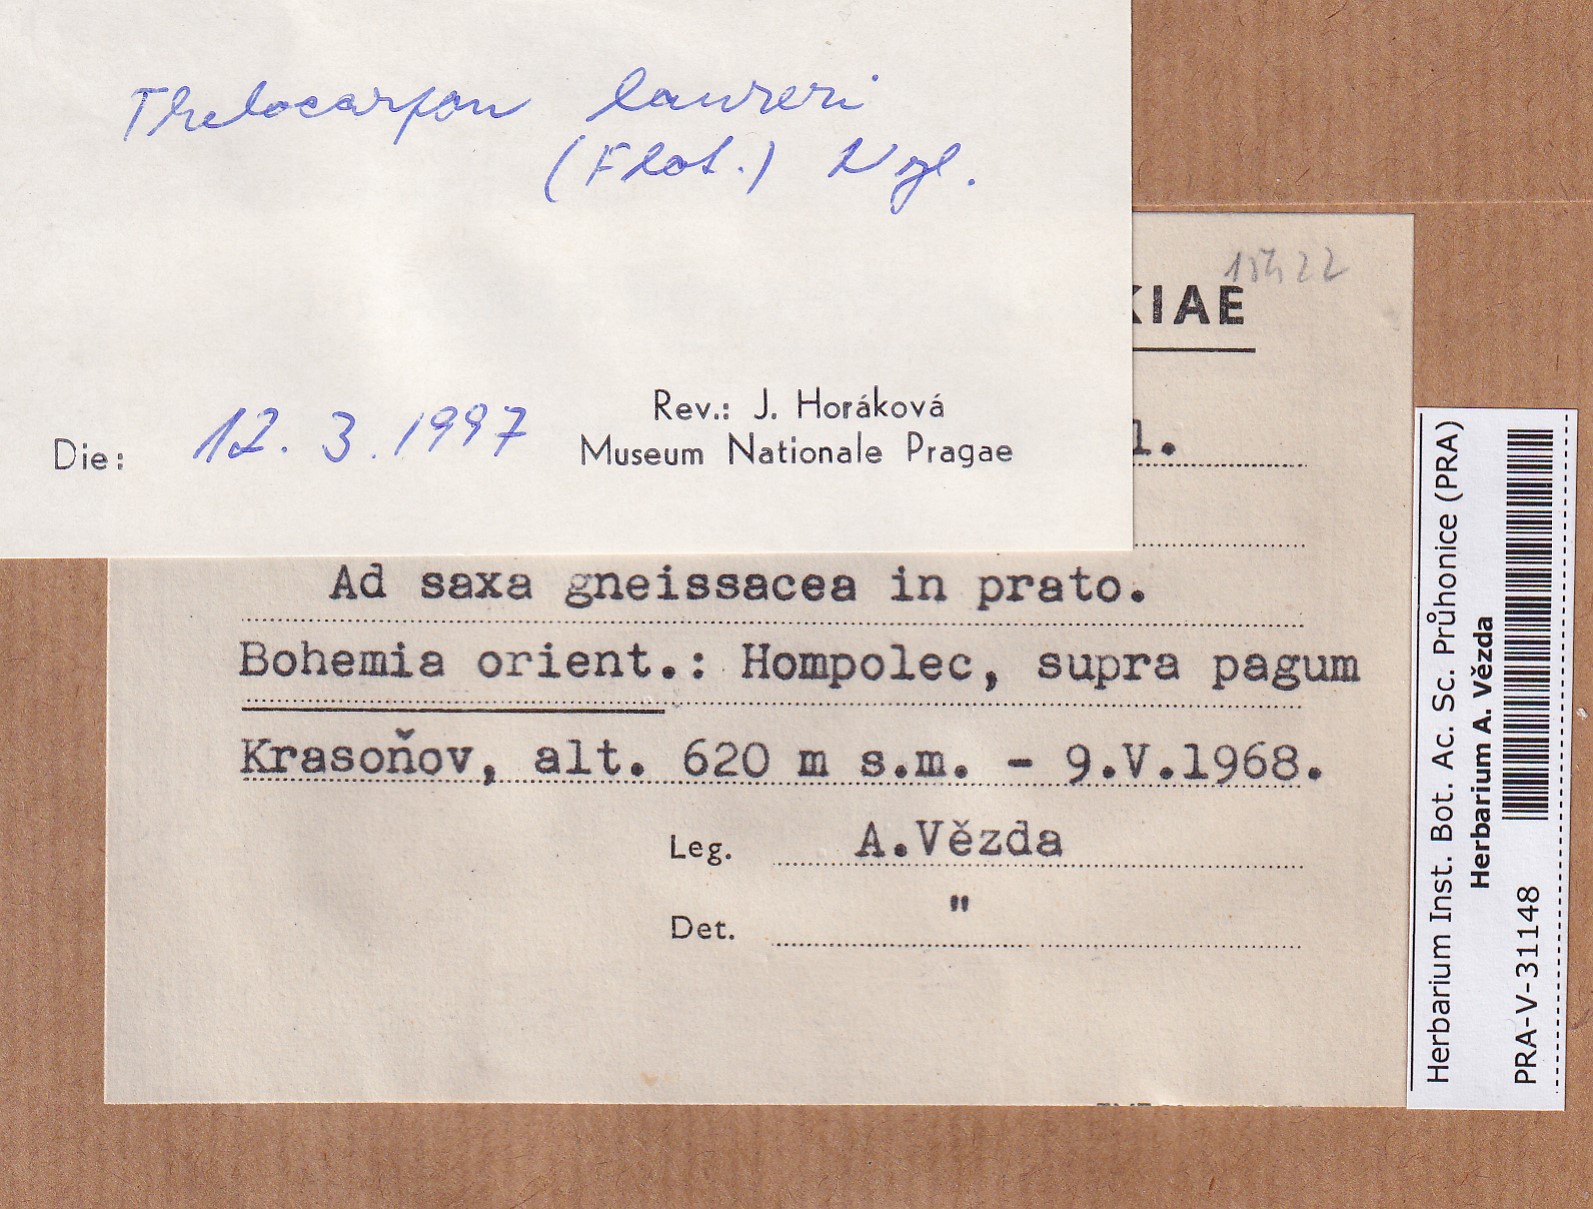 Thelocarpon laureri
(Flot.) Nyl.
Die: 12. 3. 1997
Rev.: J. Horáková
Museum Nationale Pragae
KIAE
l.
Ad saxa gneissacea in prato.
Bohemia orient.: Hompolec, supra pagum
Krasoňov, alt. 620 m s.m. - 9.V.1968.
Leg. A.Vězda
Det. "
Herbarium Inst. Bot. Ac. Sc. Průhonice (PRA)
Herbarium A. Vězda
PRA-V-31148